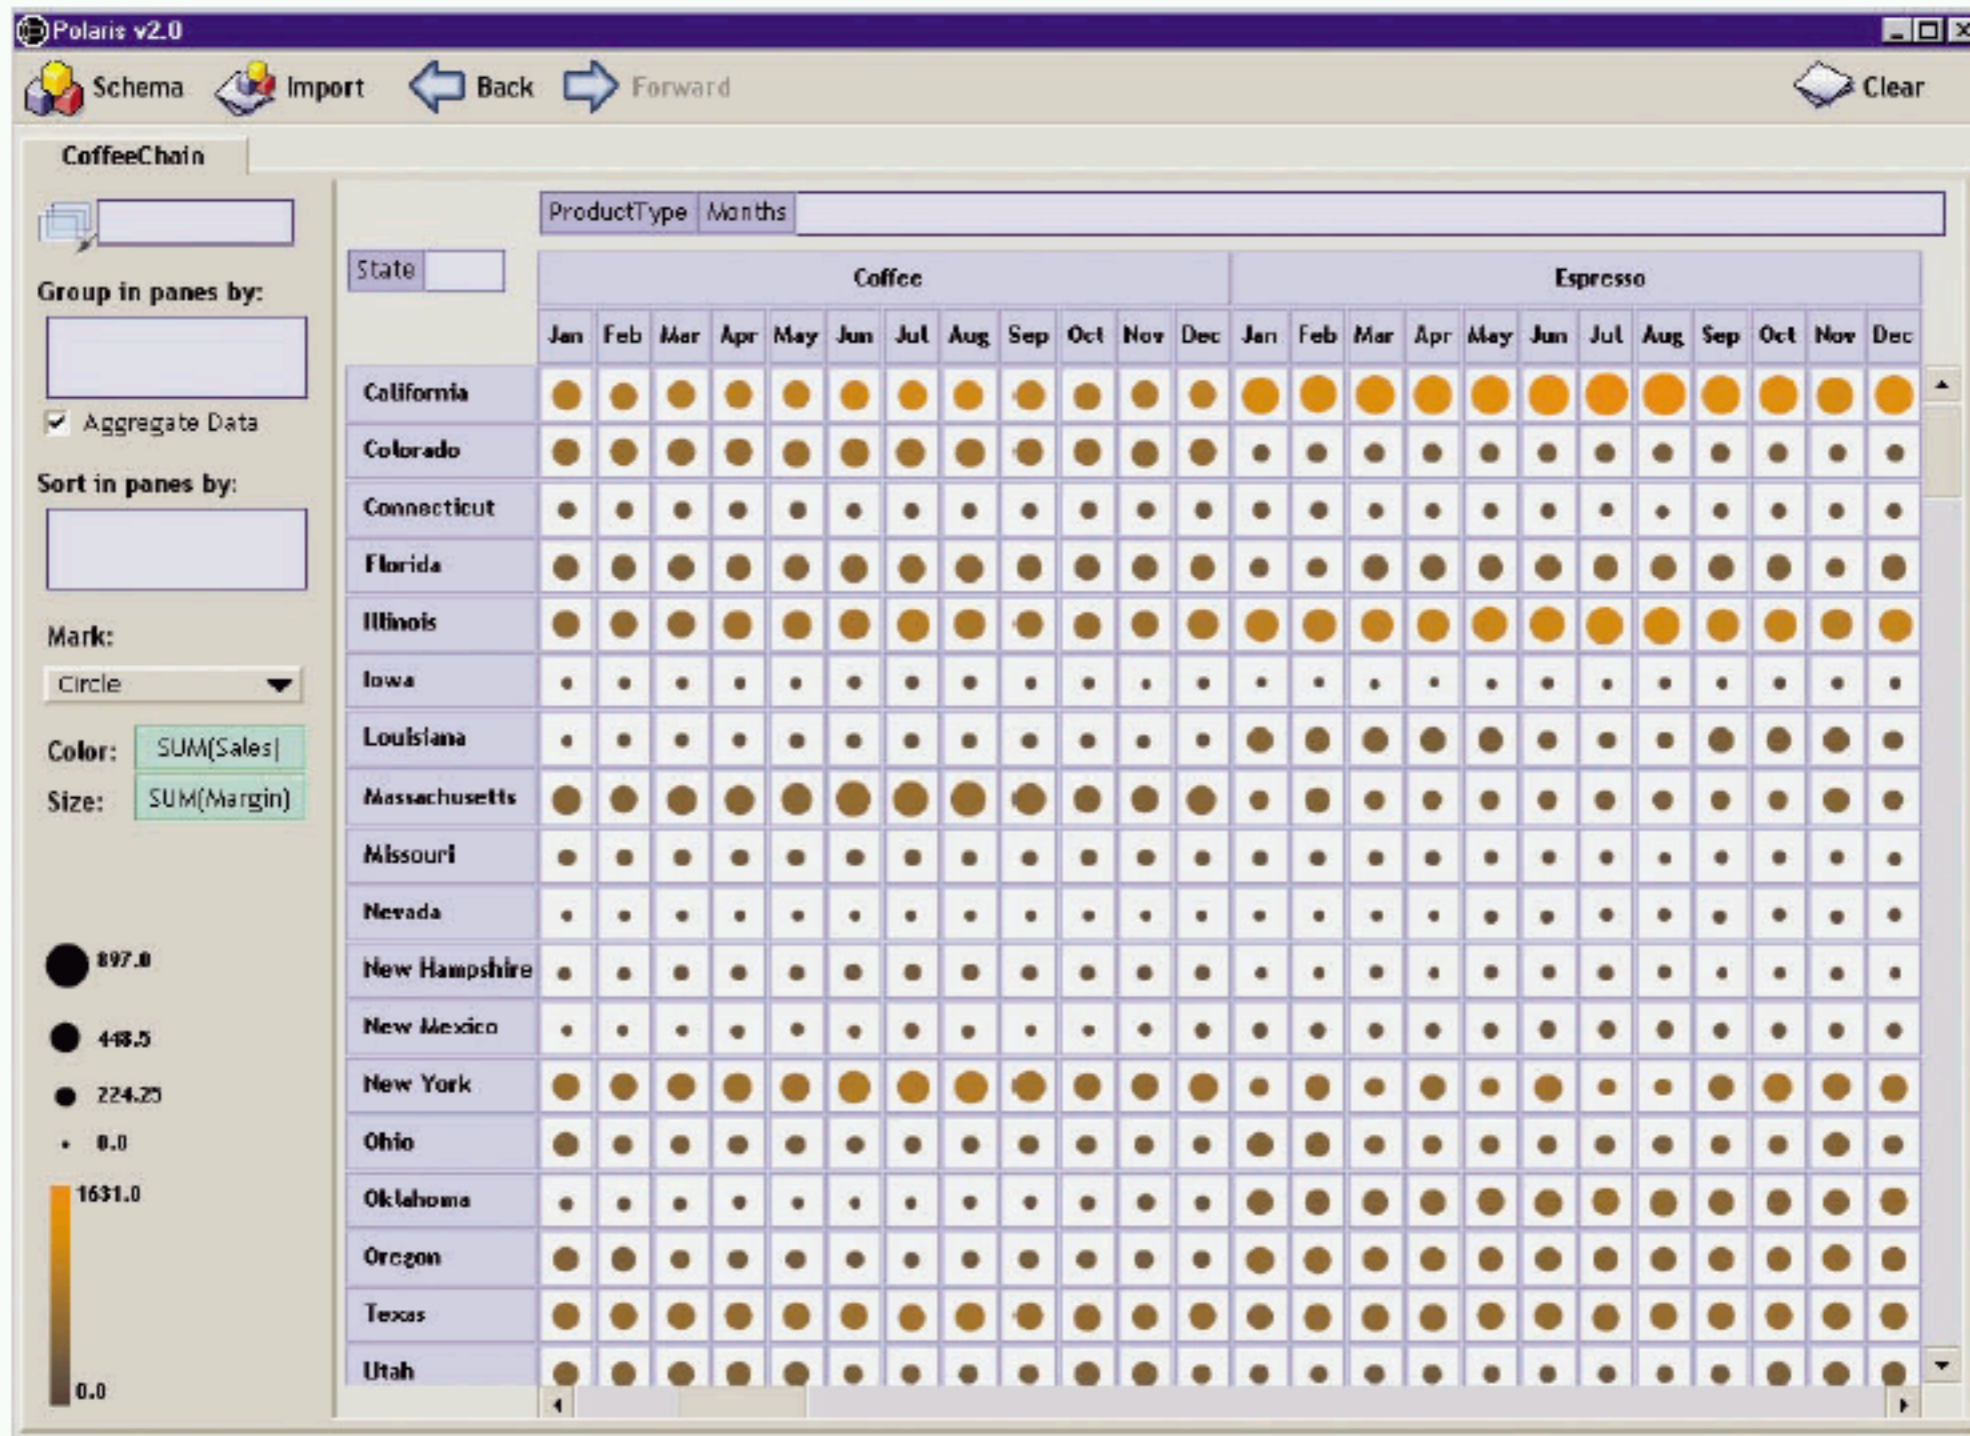 Polaris v2.0
Schema Import Back Forward Clear
CoffeeChain
ProductType Months
State
Coffee Espresso
Group in panes by:
Jan Feb Mar Apr May Jun Jul Aug Sep Oct Nov Dec Jan Feb Mar Apr May Jun Jul Aug Sep Oct Nov Dec
California
Aggregate Data
Colorado
Sort in panes by:
Connecticut
Florida
Illinois
Mark:
Circle
Iowa
Louisiana
Color: SUM(Sales)
Size: SUM(Margin)
Massachusetts
Missouri
Nevada
897.0
New Hampshire
448.5
New Mexico
224.25
New York
0.0
Ohio
1631.0
Oklahoma
Oregon
Texas
Utah
0.0